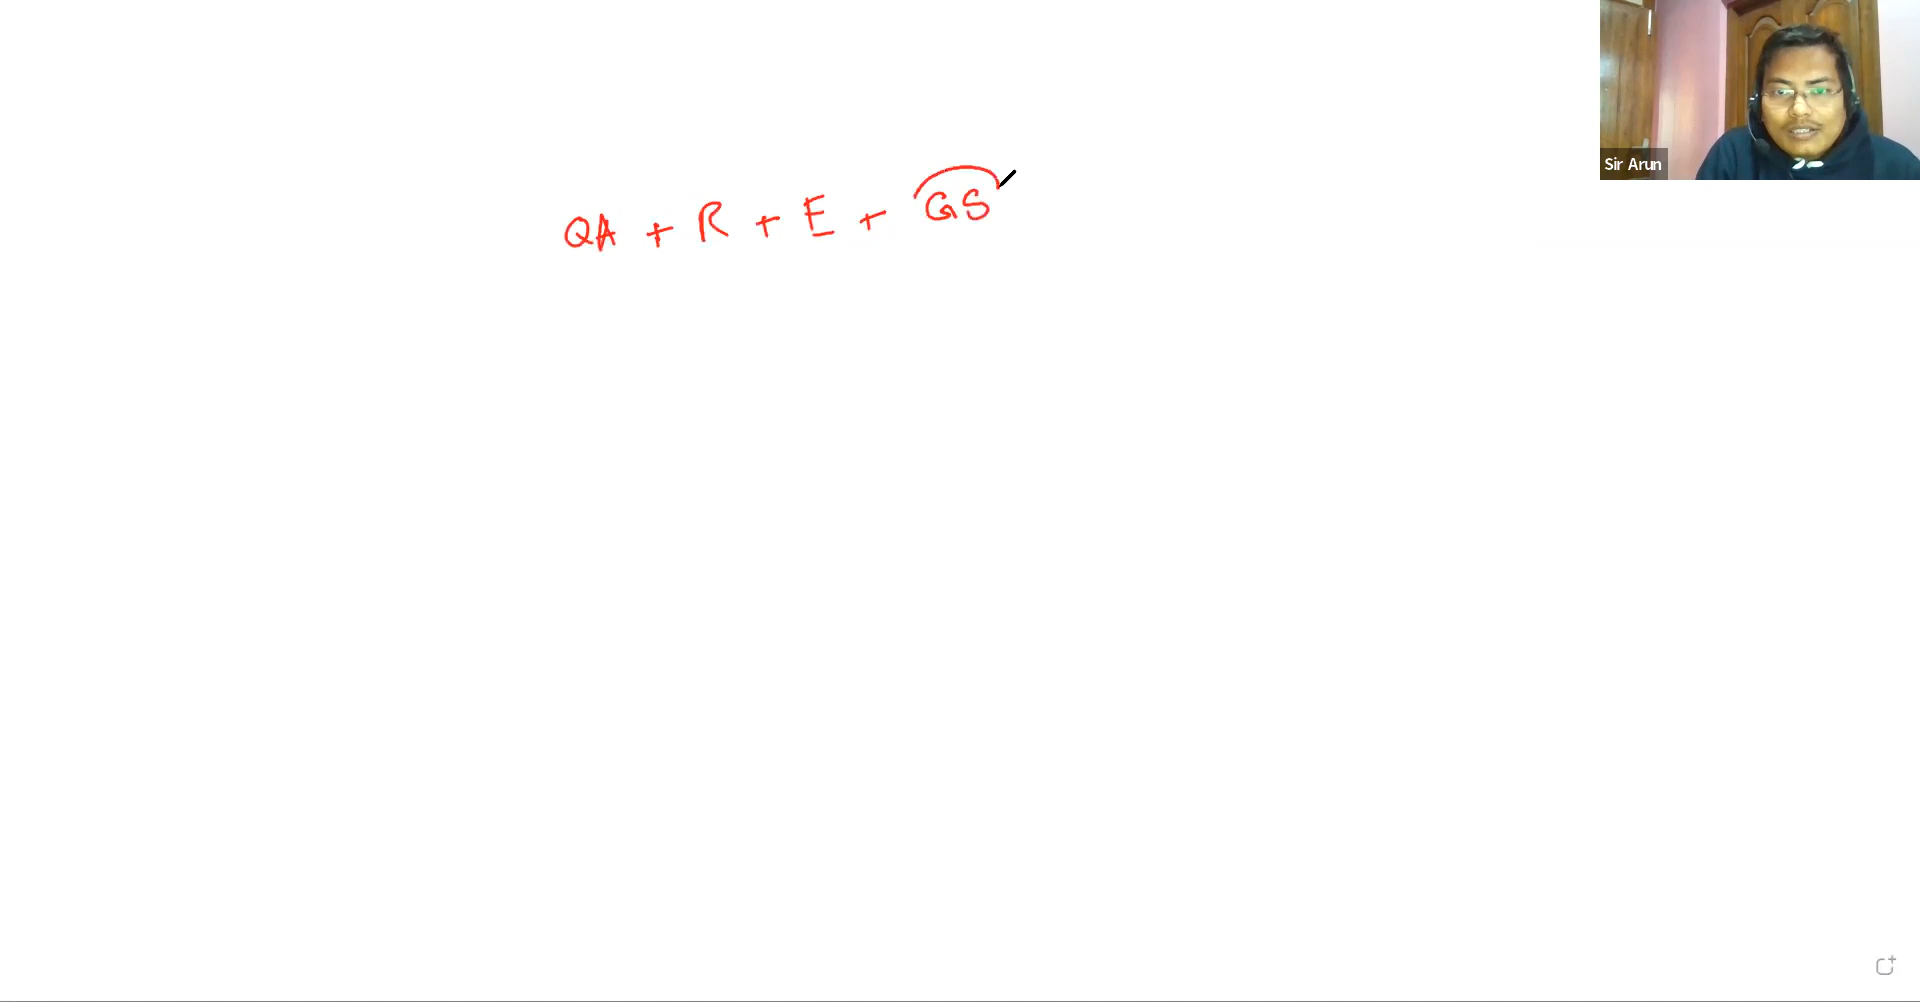 Sir Arun
QA + R + E + GS